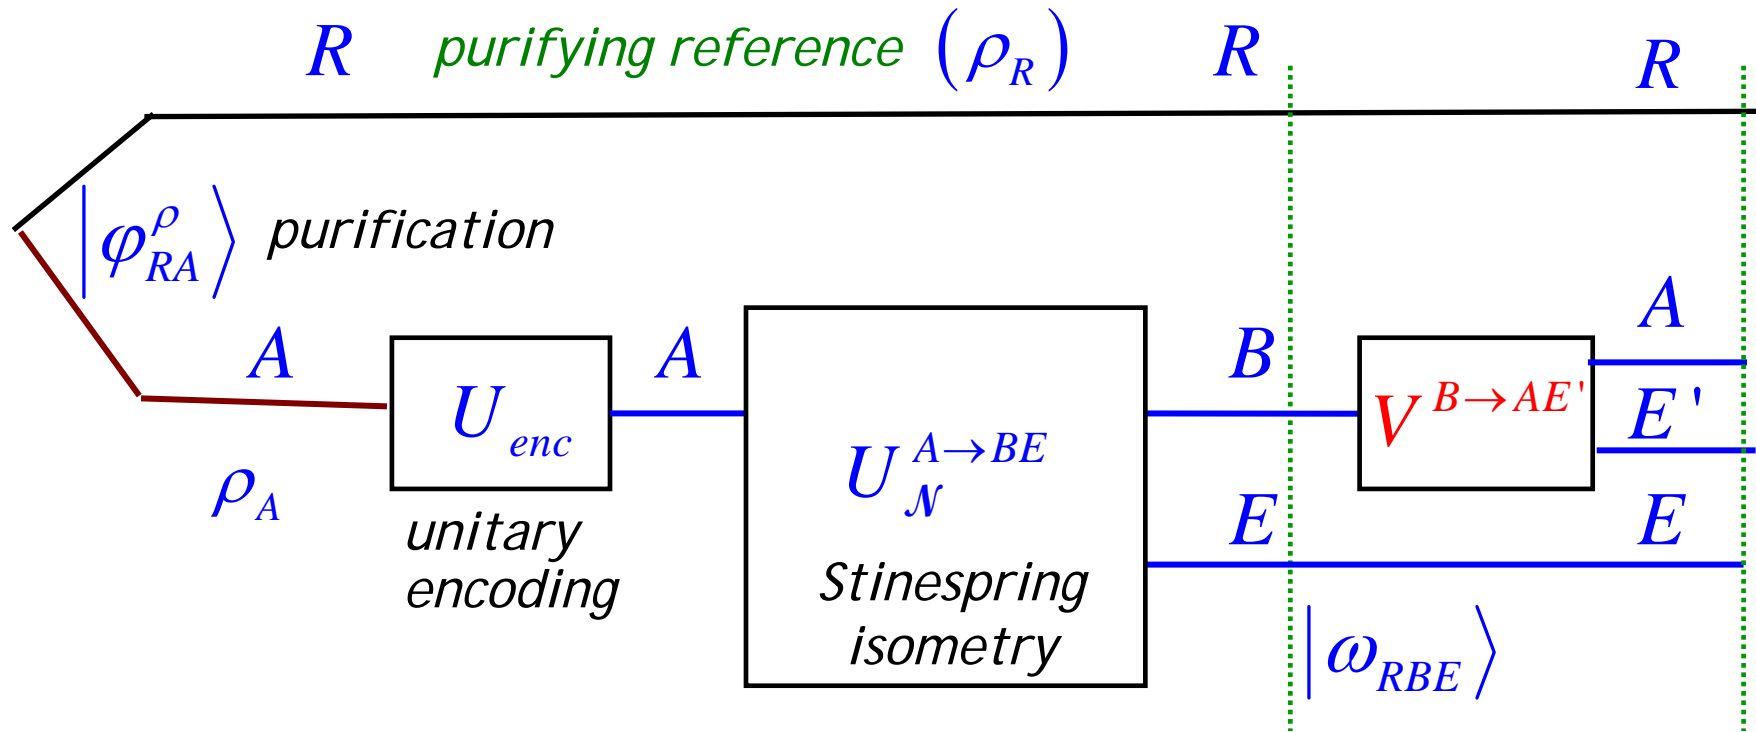 R purifying reference (ρ_R) R R
|φ^ρ_RA⟩ purification
A A B A
U_enc V^B→AE' E'
U_𝒩^A→BE
ρ_A E E
unitary
encoding
Stinespring
isometry
|ω_RBE⟩